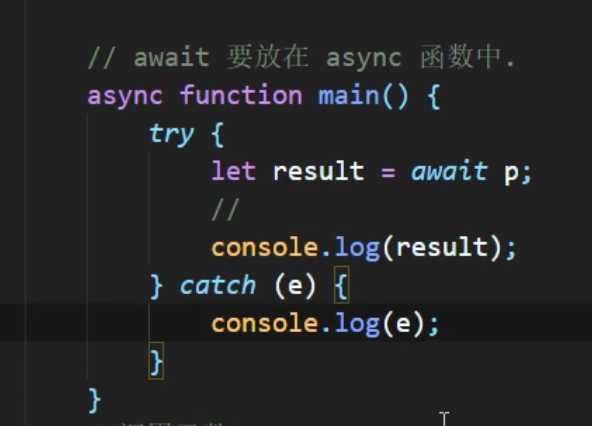 // await 要放在 async 函数中.
async function main() {
try {
let result = await p;
//
console.log(result);
} catch (e) {
console.log(e);
}
}